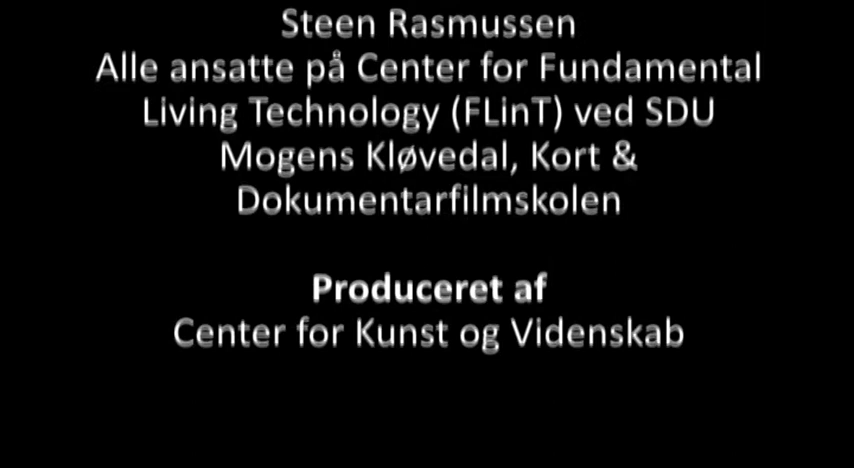 Steen Rasmussen
Alle ansatte på Center for Fundamental
Living Technology (FLinT) ved SDU
Mogens Kløvedal, Kort &
Dokumentarfilmskolen
Produceret af
Center for Kunst og Videnskab